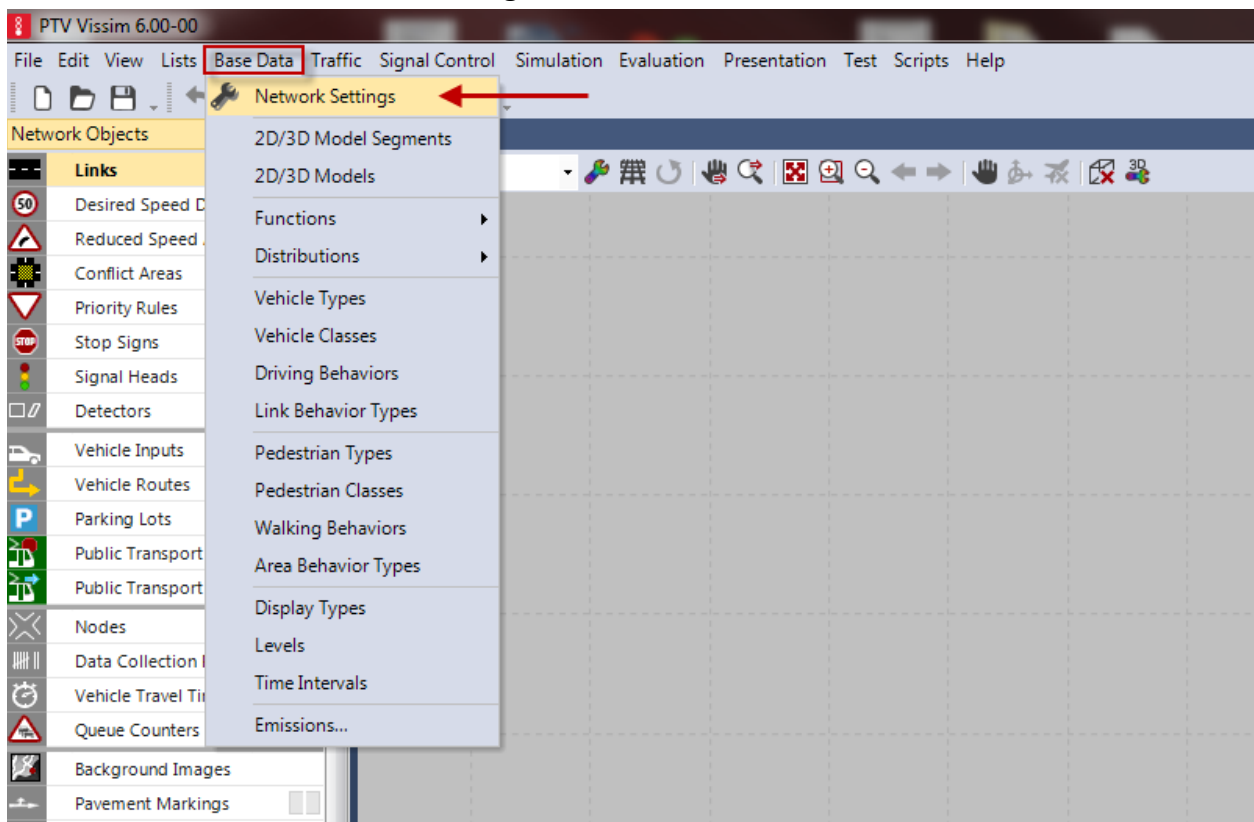 PTV Vissim 6.00-00
File Edit View Lists Base Data Traffic Signal Control Simulation Evaluation Presentation Test Scripts Help
Network Settings
Network Objects
2D/3D Model Segments
2D/3D Models
Functions
Distributions
Vehicle Types
Vehicle Classes
Driving Behaviors
Link Behavior Types
Pedestrian Types
Pedestrian Classes
Walking Behaviors
Area Behavior Types
Display Types
Levels
Time Intervals
Emissions...
Links
50 Desired Speed D
Reduced Speed
Conflict Areas
Priority Rules
STOP Stop Signs
Signal Heads
Detectors
Vehicle Inputs
Vehicle Routes
P Parking Lots
Public Transport
Public Transport
Nodes
Data Collection
Vehicle Travel Ti
Queue Counters
Background Images
Pavement Markings
3D